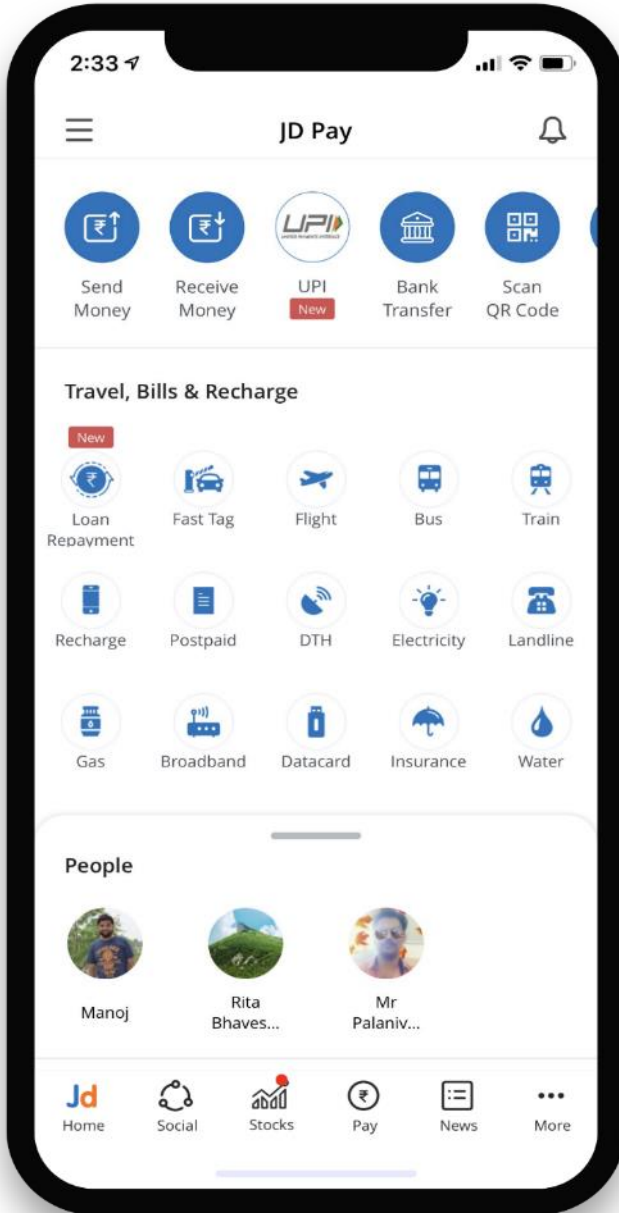 2:33
JD Pay
Send Money
Receive Money
UPI
UPI
New
Bank Transfer
Scan QR Code
Travel, Bills & Recharge
New
Loan Repayment
Fast Tag
Flight
Bus
Train
Recharge
Postpaid
DTH
Electricity
Landline
Gas
Broadband
Datacard
Insurance
Water
People
Manoj
Rita Bhaves...
Mr Palaniv...
Jd
Home
Social
Stocks
Pay
News
More